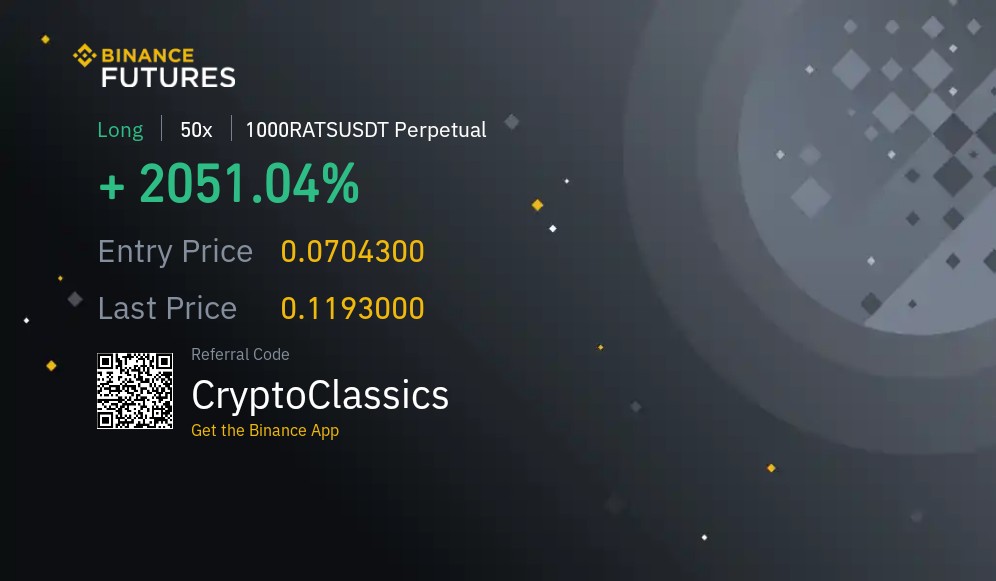 BINANCE
FUTURES
Long 50x 1000RATSUSDT Perpetual
+ 2051.04%
Entry Price 0.0704300
Last Price 0.1193000
Referral Code
CryptoClassics
Get the Binance App